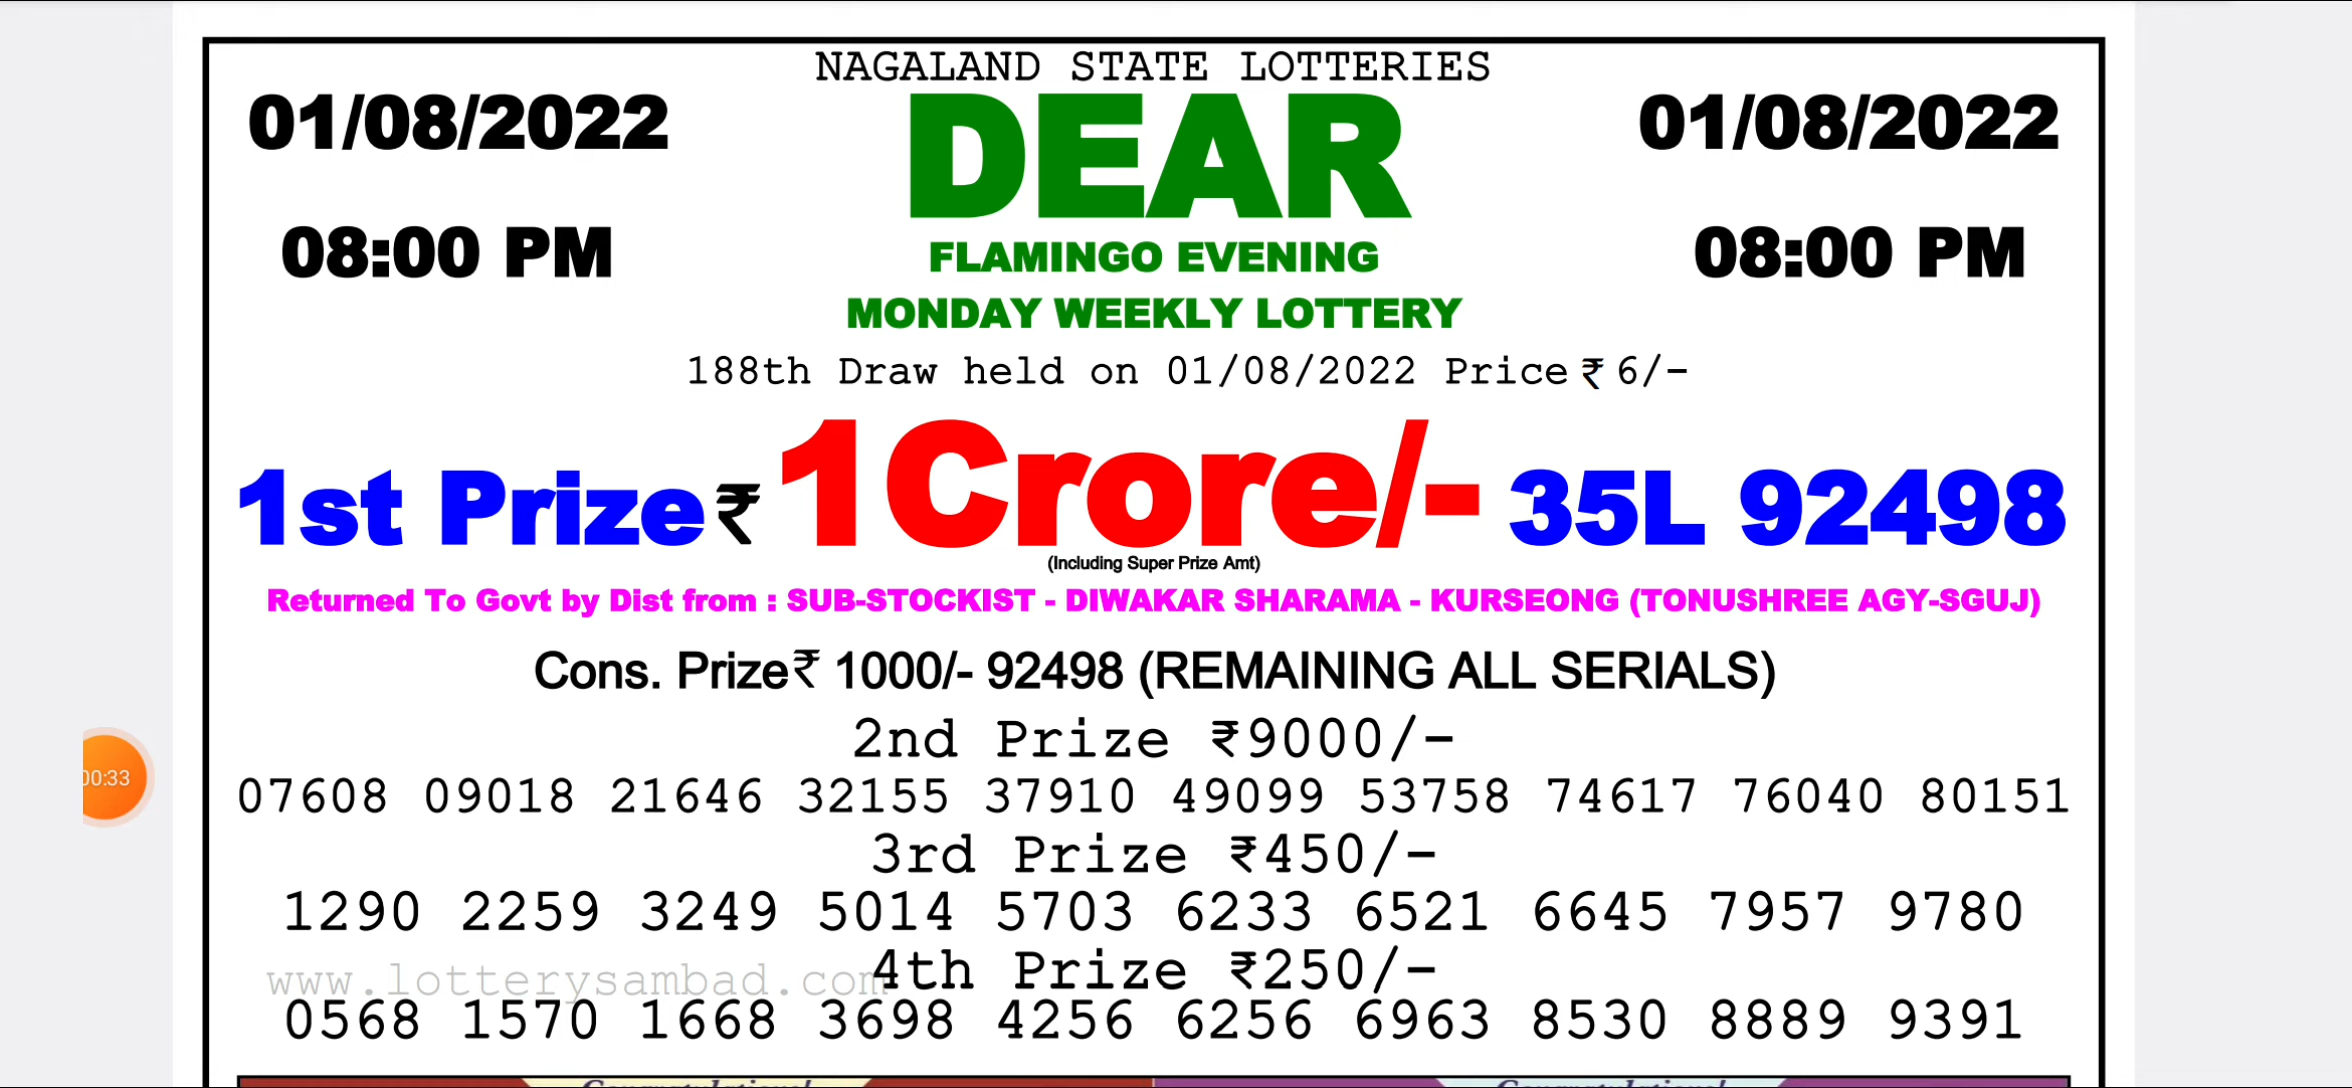 NAGALAND STATE LOTTERIES
01/08/2022 DEAR 01/08/2022
08:00 PM FLAMINGO EVENING 08:00 PM
MONDAY WEEKLY LOTTERY
188th Draw held on 01/08/2022 Price ₹ 6/-
1st Prize ₹ 1Crore/- 35L 92498
(Including Super Prize Amt)
Returned To Govt by Dist from : SUB-STOCKIST - DIWAKAR SHARAMA - KURSEONG (TONUSHREE AGY-SGUJ)
Cons. Prize ₹ 1000/- 92498 (REMAINING ALL SERIALS)
2nd Prize ₹9000/-
00:33
07608 09018 21646 32155 37910 49099 53758 74617 76040 80151
3rd Prize ₹450/-
1290 2259 3249 5014 5703 6233 6521 6645 7957 9780
www.lotterysambad.com
4th Prize ₹250/-
0568 1570 1668 3698 4256 6256 6963 8530 8889 9391
Congratulations! Congratulations!